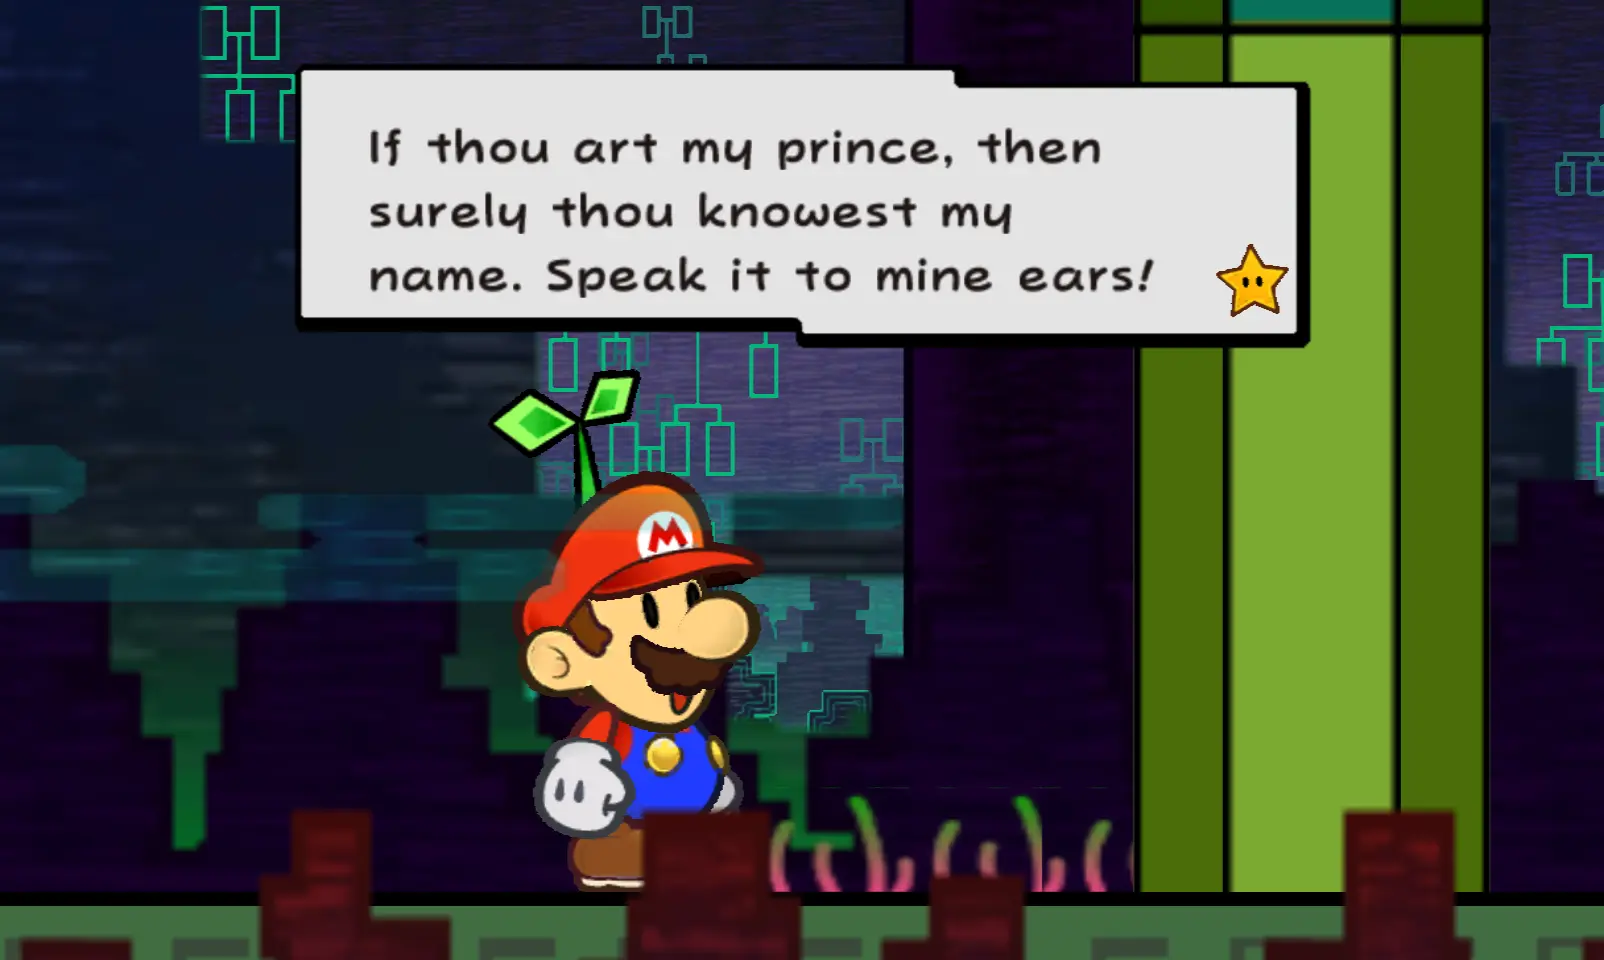 If thou art my prince, then
surely thou knowest my
name. Speak it to mine ears!
M